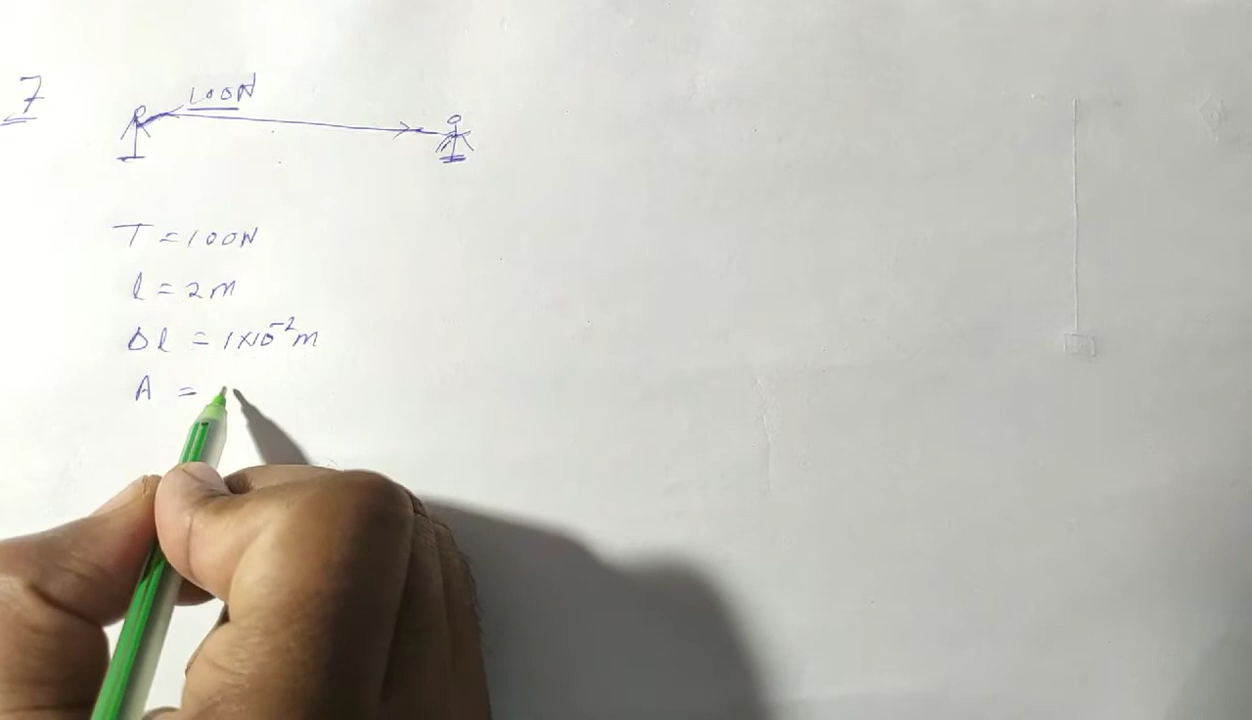 7
100N
T = 100N
l = 2m
Δl = 1×10⁻²m
A =